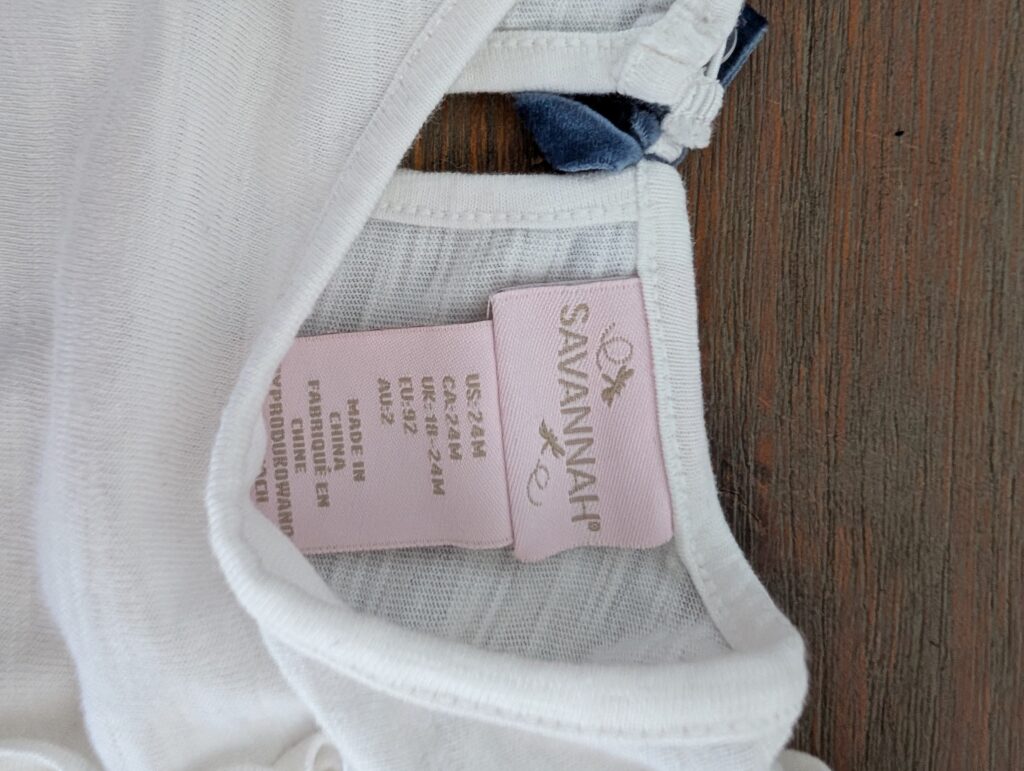 SAVANNAH®
US:24M
CA:24M
UK:18-24M
EU:92
AU:2
MADE IN
CHINA
FABRIQUÉ EN
CHINE